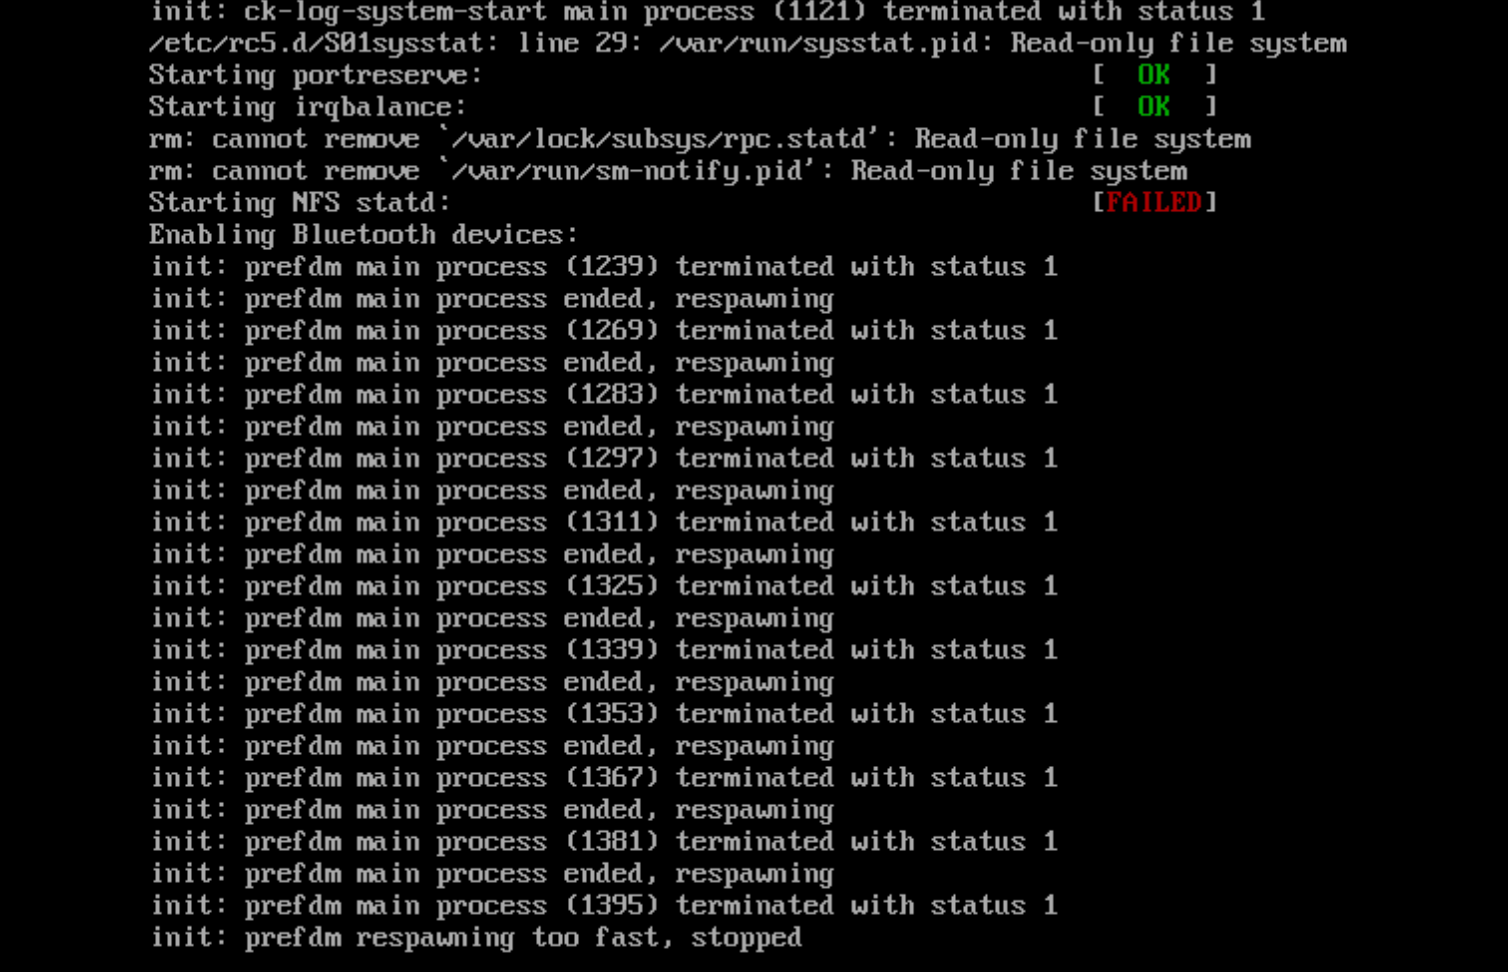 init: ck-log-system-start main process (1121) terminated with status 1
/etc/rc5.d/S01sysstat: line 29: /var/run/sysstat.pid: Read-only file system
Starting portreserve: [  OK  ]
Starting irqbalance: [  OK  ]
rm: cannot remove `/var/lock/subsys/rpc.statd': Read-only file system
rm: cannot remove `/var/run/sm-notify.pid': Read-only file system
Starting NFS statd: [FAILED]
Enabling Bluetooth devices:
init: prefdm main process (1239) terminated with status 1
init: prefdm main process ended, respawning
init: prefdm main process (1269) terminated with status 1
init: prefdm main process ended, respawning
init: prefdm main process (1283) terminated with status 1
init: prefdm main process ended, respawning
init: prefdm main process (1297) terminated with status 1
init: prefdm main process ended, respawning
init: prefdm main process (1311) terminated with status 1
init: prefdm main process ended, respawning
init: prefdm main process (1325) terminated with status 1
init: prefdm main process ended, respawning
init: prefdm main process (1339) terminated with status 1
init: prefdm main process ended, respawning
init: prefdm main process (1353) terminated with status 1
init: prefdm main process ended, respawning
init: prefdm main process (1367) terminated with status 1
init: prefdm main process ended, respawning
init: prefdm main process (1381) terminated with status 1
init: prefdm main process ended, respawning
init: prefdm main process (1395) terminated with status 1
init: prefdm respawning too fast, stopped